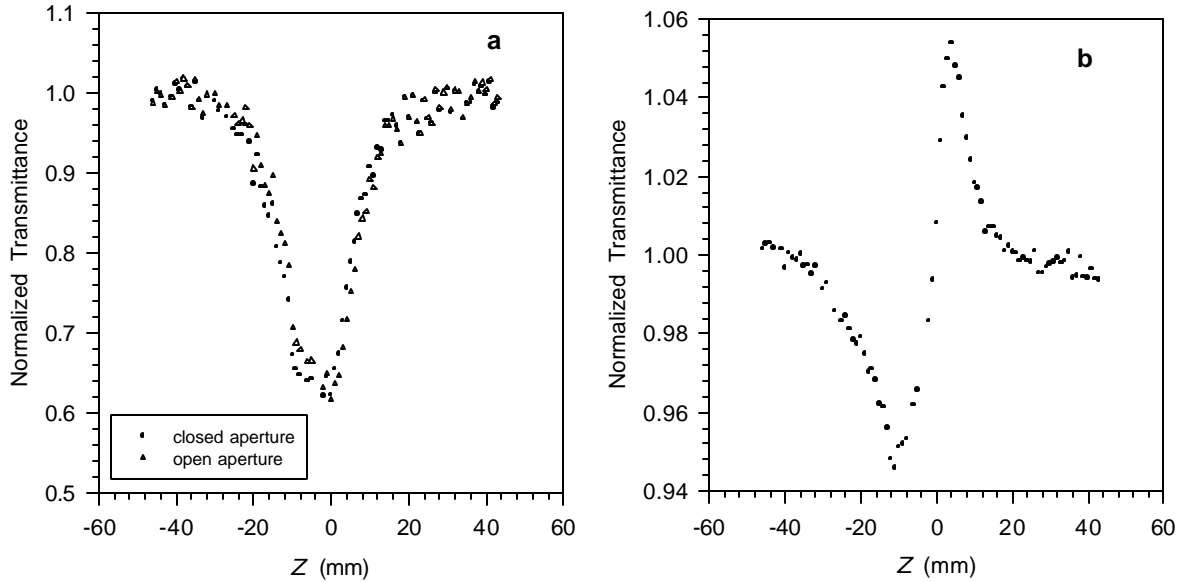 1.1
1.0
0.9
0.8
0.7
0.6
0.5
-60 -40 -20 0 20 40 60
Normalized Transmittance
Z (mm)
a
closed aperture
open aperture
1.06
1.04
1.02
1.00
0.98
0.96
0.94
-60 -40 -20 0 20 40 60
Normalized Transmittance
Z (mm)
b